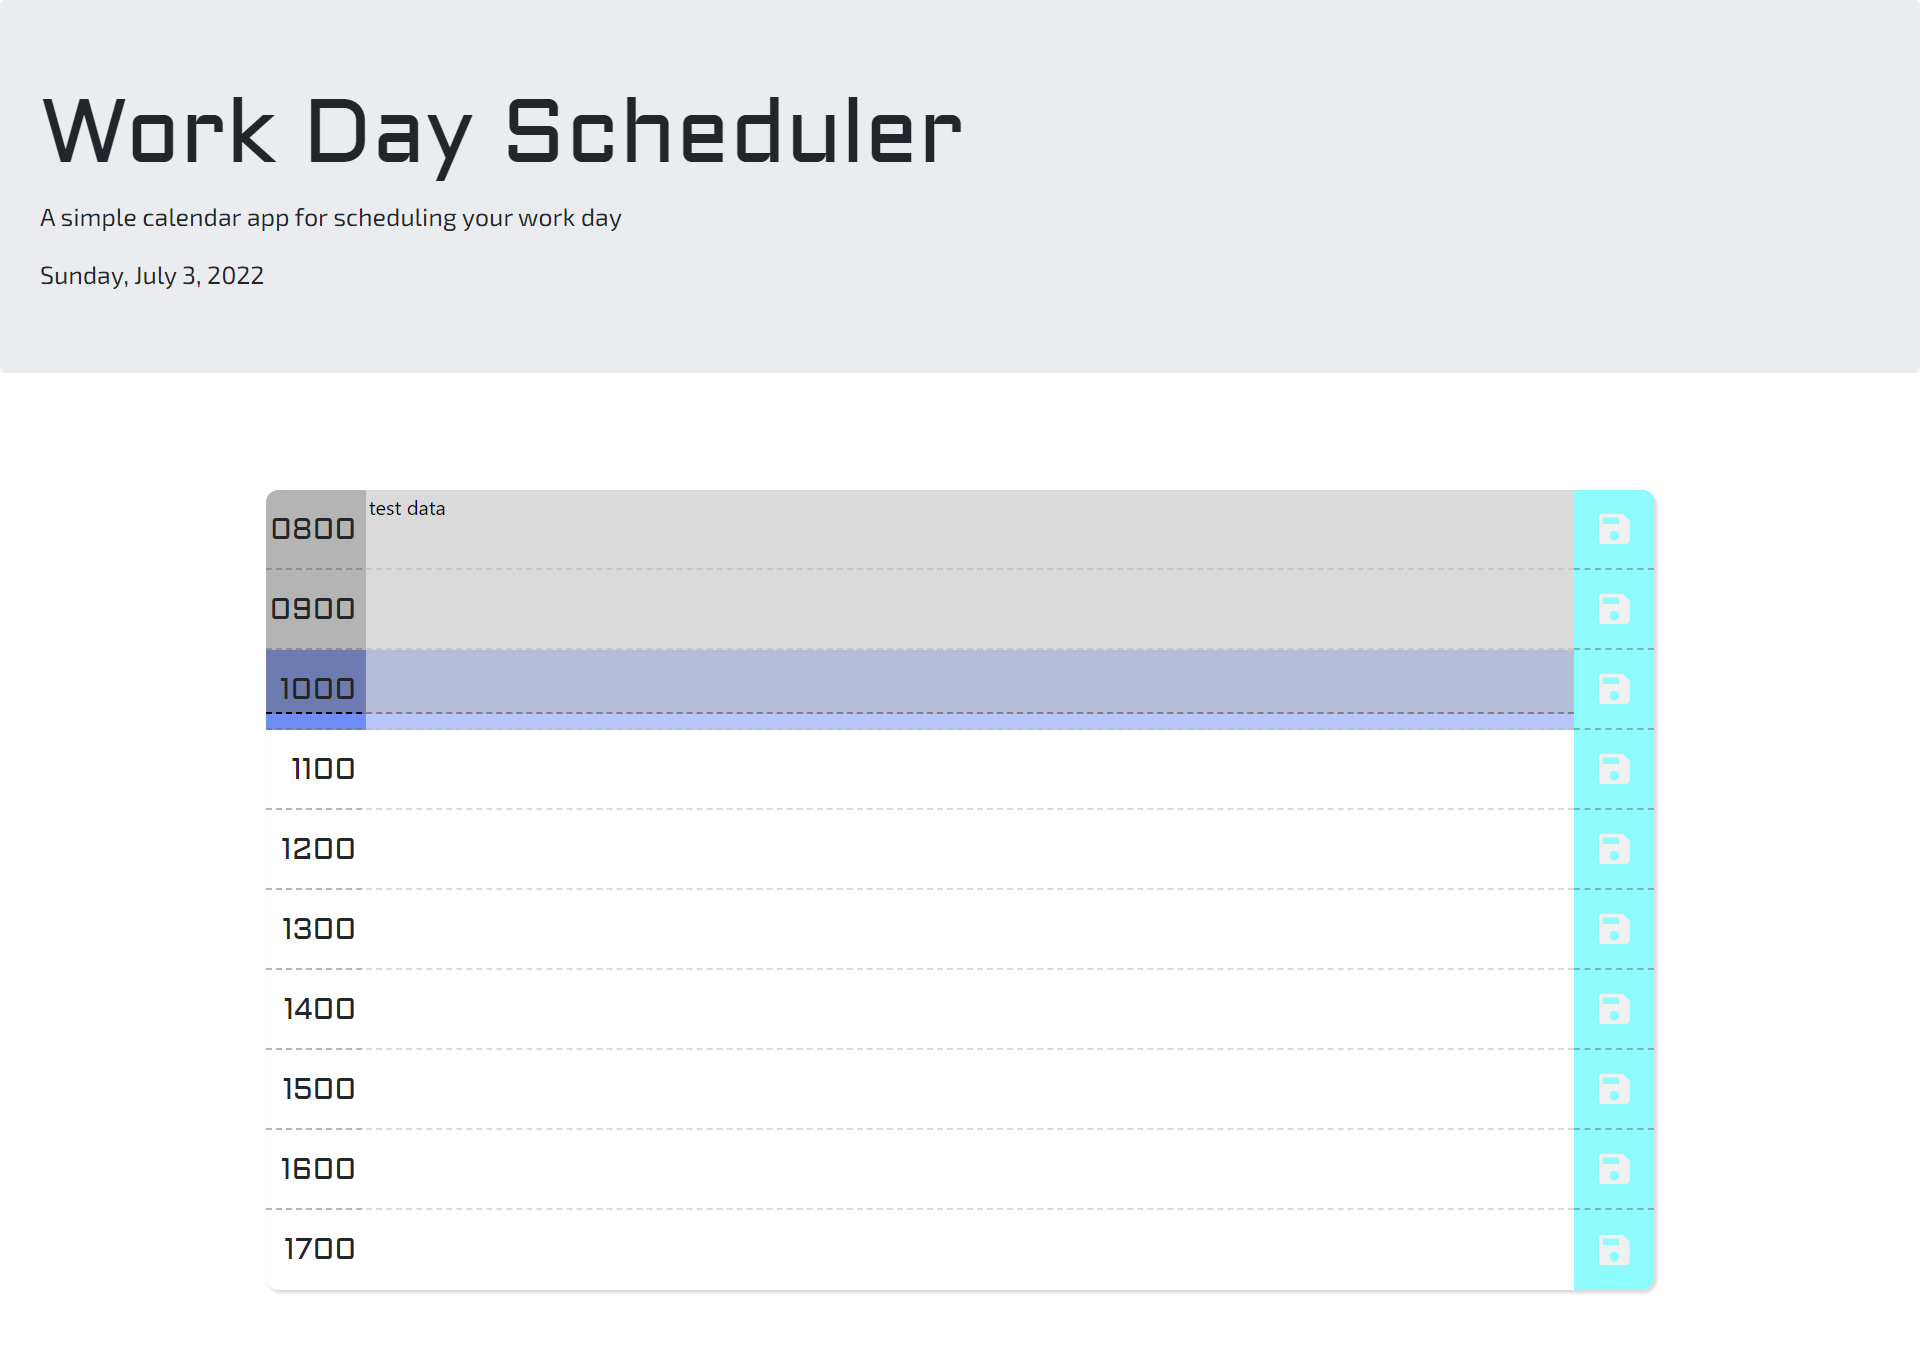 Work Day Scheduler
A simple calendar app for scheduling your work day
Sunday, July 3, 2022
0800 test data
0900
1000
1100
1200
1300
1400
1500
1600
1700